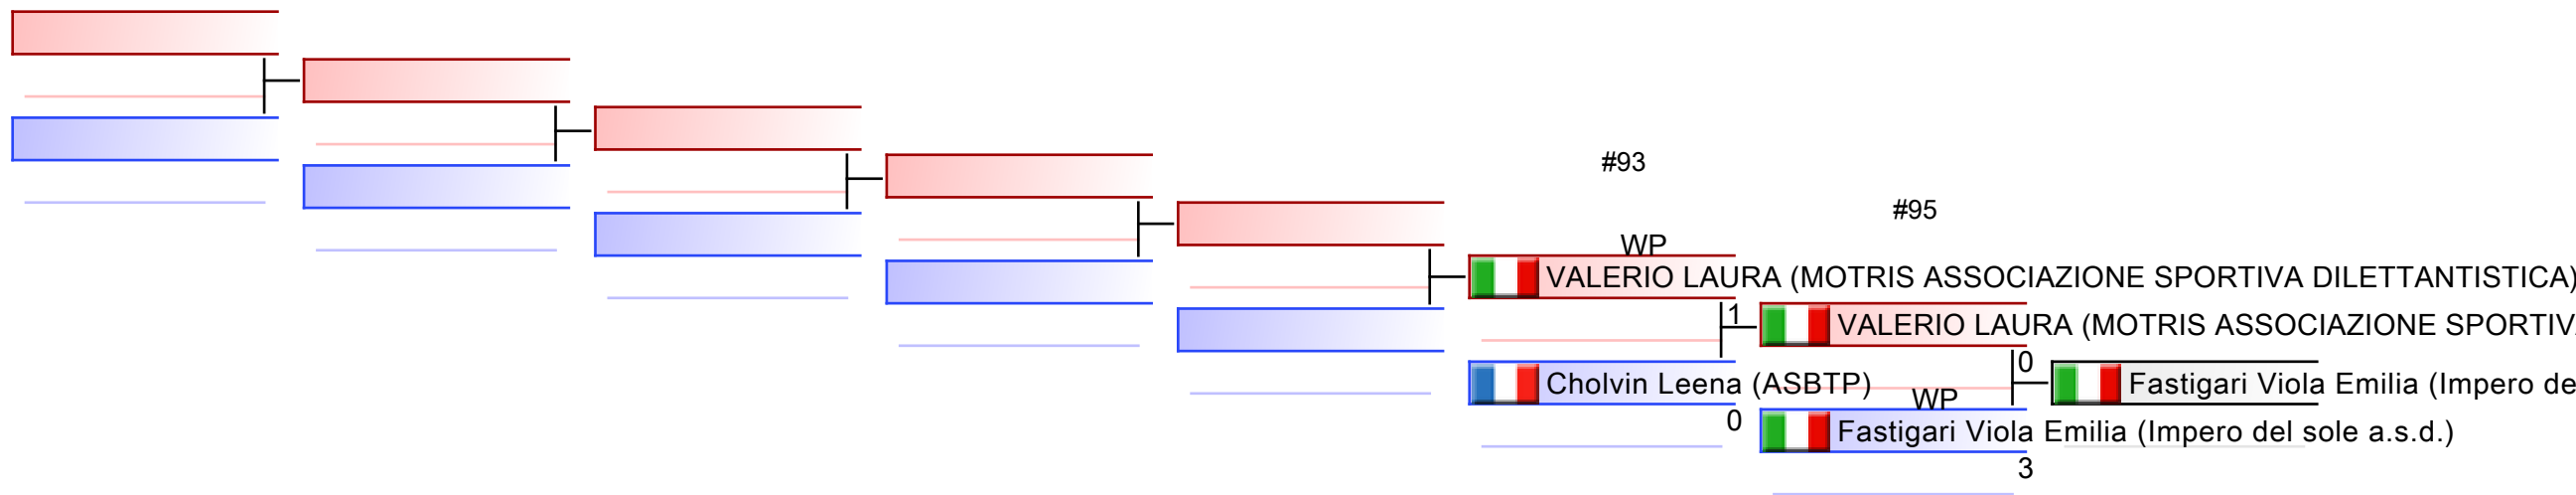 #93
#95
WP
VALERIO LAURA (MOTRIS ASSOCIAZIONE SPORTIVA DILETTANTISTICA)
1
VALERIO LAURA (MOTRIS ASSOCIAZIONE SPORTIV
0
Cholvin Leena (ASBTP)
Fastigari Viola Emilia (Impero de
WP
0
Fastigari Viola Emilia (Impero del sole a.s.d.)
3